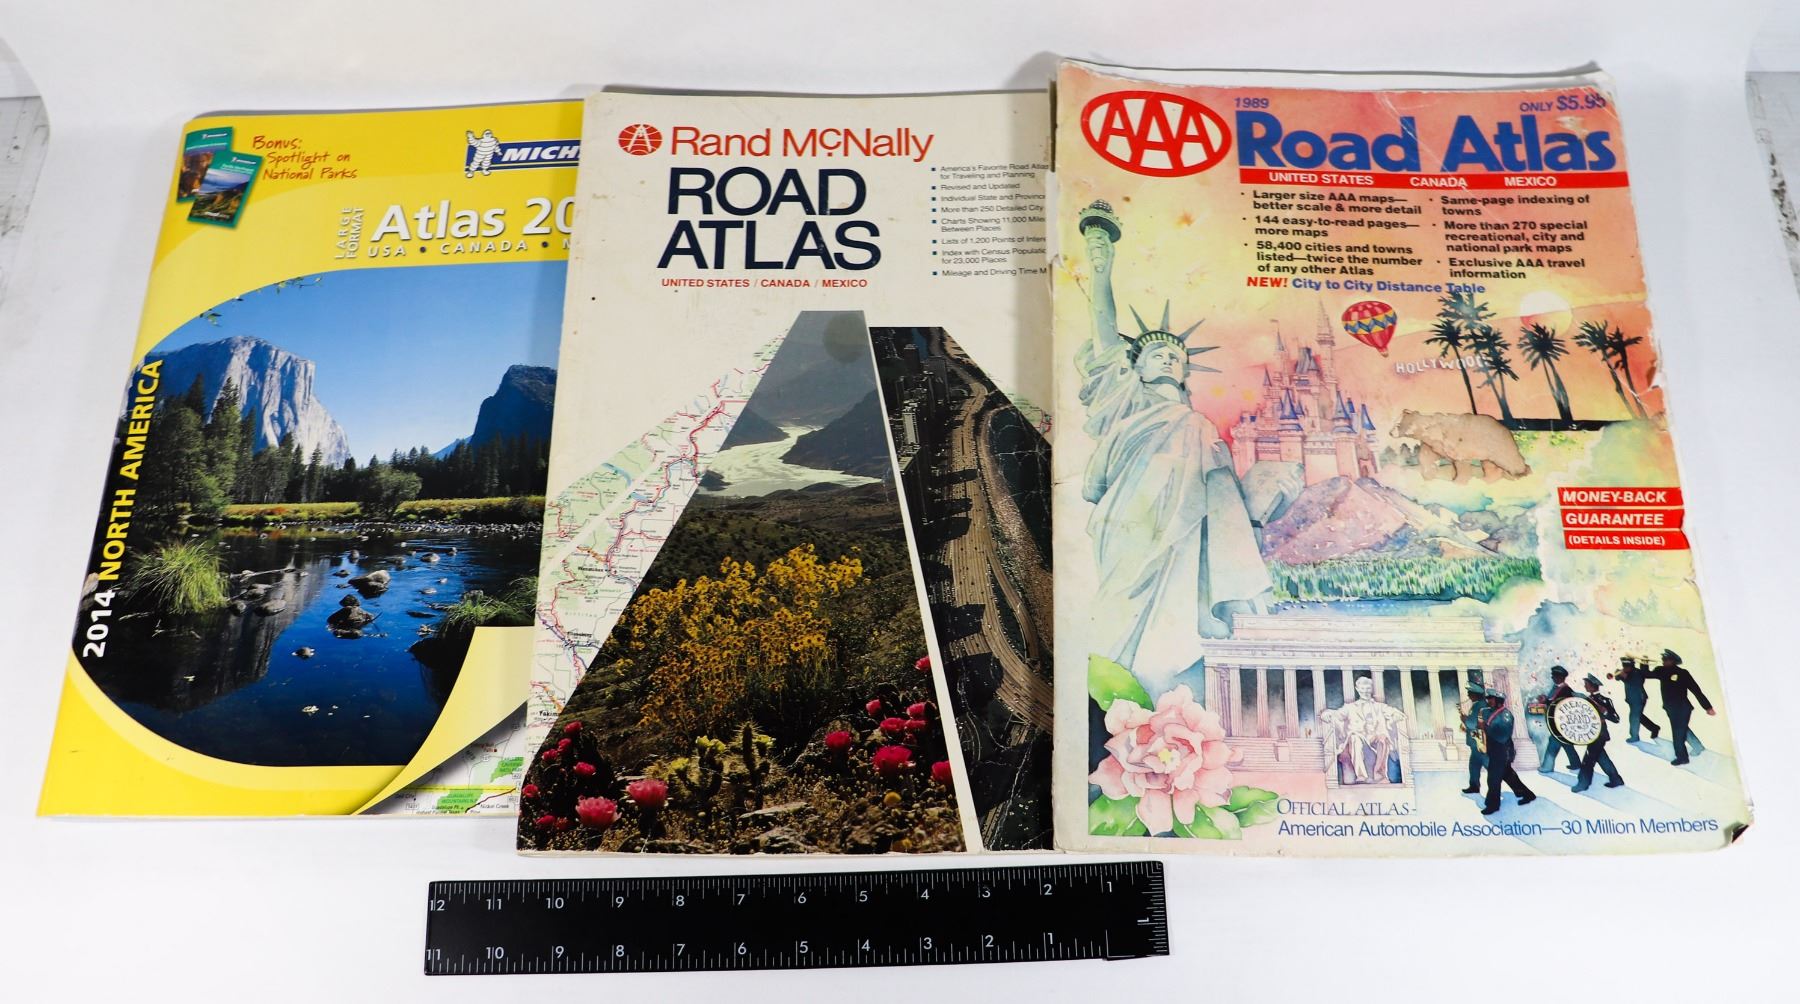 Bonus:
Spotlight on
National Parks
MICH
LARGE
FORMAT
Atlas 20
USA • CANADA • M
2014 NORTH AMERICA
Rand McNally
ROAD
ATLAS
UNITED STATES / CANADA / MEXICO
America's Favorite Road Atlas
for Traveling and Planning
Revised and Updated
Individual State and Province
More than 250 Detailed City
Charts Showing 11,000 Miles
Between Places
Lists of 1,200 Points of Intere
Index with Census Populatio
for 23,000 Places
Mileage and Driving Time M
AAA
1989
ONLY $5.95
Road Atlas
UNITED STATES CANADA MEXICO
• Larger size AAA maps—
better scale & more detail
• 144 easy-to-read pages—
more maps
• 58,400 cities and towns
listed—twice the number
of any other Atlas
• Same-page indexing of
towns
• More than 270 special
recreational, city and
national park maps
• Exclusive AAA travel
information
NEW! City to City Distance Table
HOLLYWOOD
MONEY-BACK
GUARANTEE
(DETAILS INSIDE)
FRENCH
BAND
QUARTER
OFFICIAL ATLAS-
American Automobile Association—30 Million Members
12 11 10 9 8 7 6 5 4 3 2 1
11 10 9 8 7 6 5 4 3 2 1